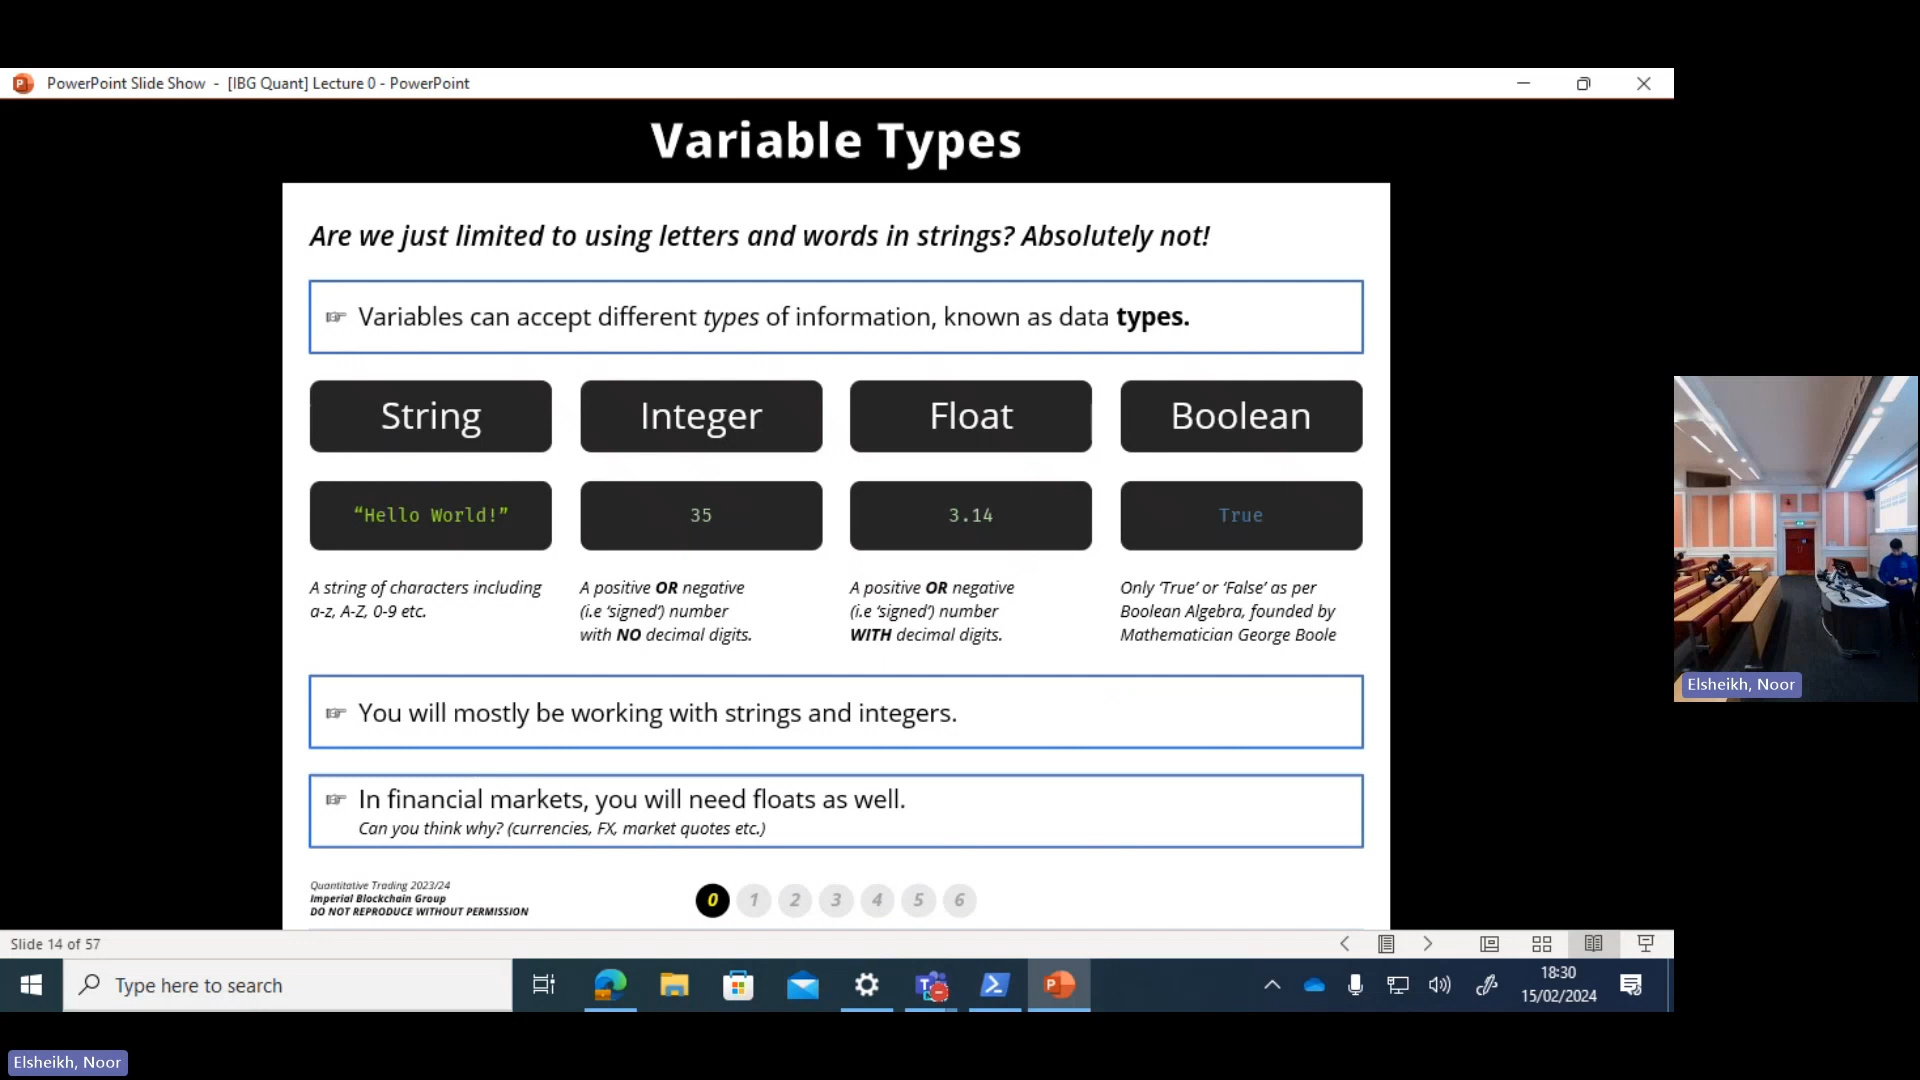 PowerPoint Slide Show - [IBG Quant] Lecture 0 - PowerPoint
Variable Types
Are we just limited to using letters and words in strings? Absolutely not!
☞ Variables can accept different types of information, known as data types.
String
Integer
Float
Boolean
“Hello World!”
35
3.14
True
A string of characters including
a-z, A-Z, 0-9 etc.
A positive OR negative
(i.e ‘signed’) number
with NO decimal digits.
A positive OR negative
(i.e ‘signed’) number
WITH decimal digits.
Only ‘True’ or ‘False’ as per
Boolean Algebra, founded by
Mathematician George Boole
☞ You will mostly be working with strings and integers.
☞ In financial markets, you will need floats as well.
Can you think why? (currencies, FX, market quotes etc.)
Quantitative Trading 2023/24
Imperial Blockchain Group
DO NOT REPRODUCE WITHOUT PERMISSION
0 1 2 3 4 5 6
Slide 14 of 57
Type here to search
18:30
15/02/2024
Elsheikh, Noor
Elsheikh, Noor